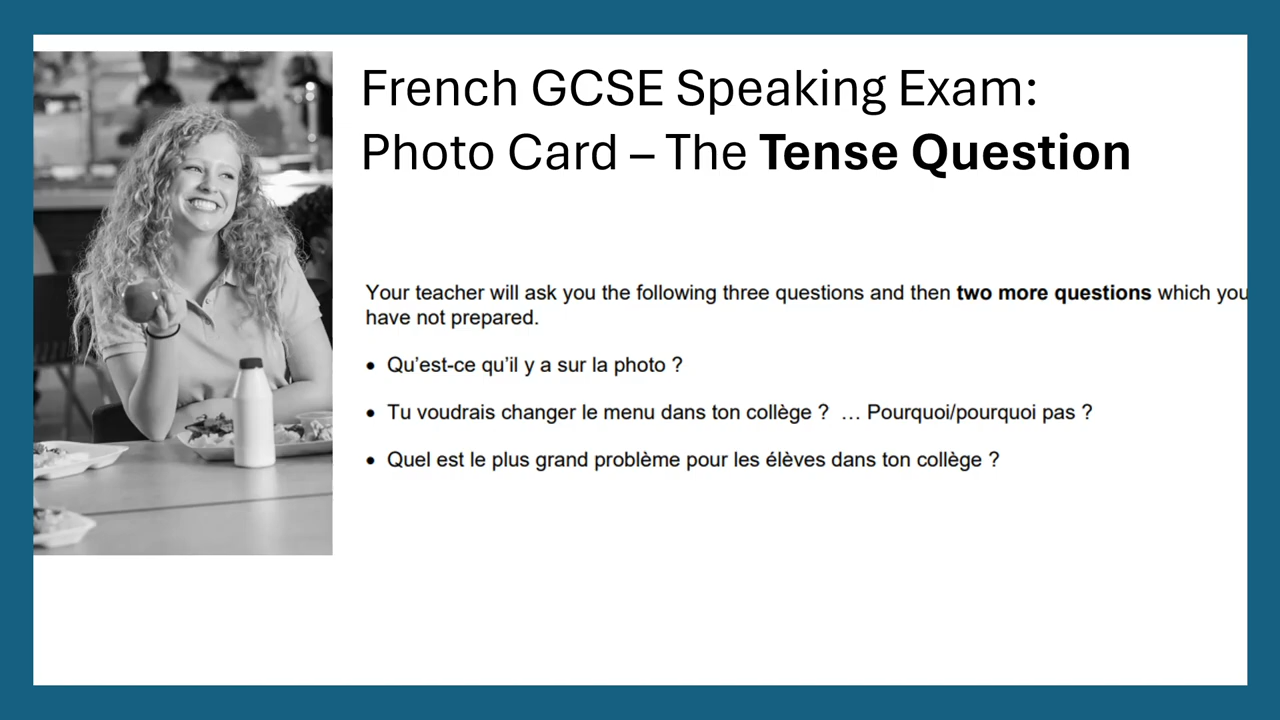 French GCSE Speaking Exam:
Photo Card – The Tense Question
Your teacher will ask you the following three questions and then two more questions which you
have not prepared.
• Qu’est-ce qu’il y a sur la photo ?
• Tu voudrais changer le menu dans ton collège ?  … Pourquoi/pourquoi pas ?
• Quel est le plus grand problème pour les élèves dans ton collège ?